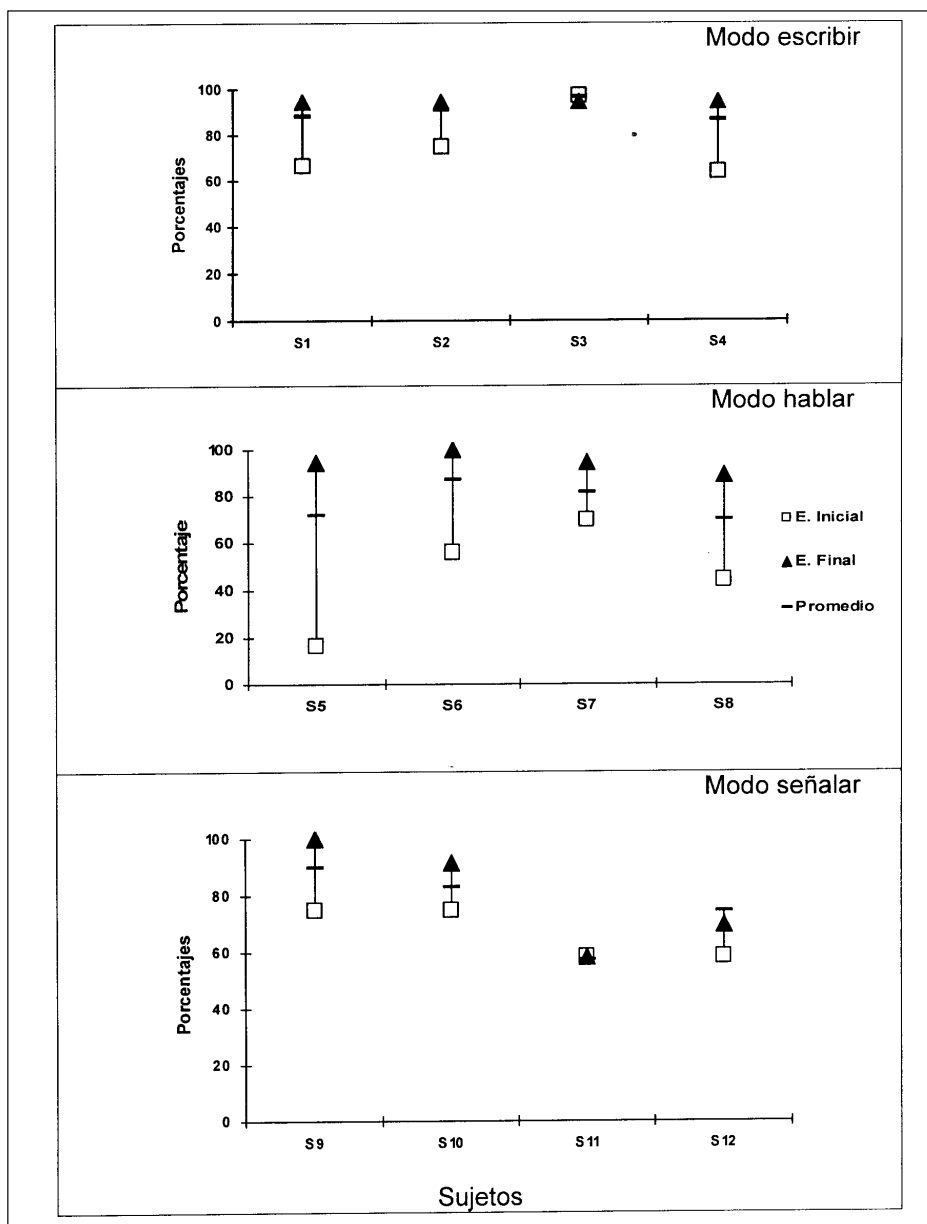 Modo escribir
100
80
60
40
20
0
Porcentajes
S1 S2 S3 S4
Modo hablar
100
80
60
40
20
0
Porcentaje
S5 S6 S7 S8
E. Inicial
E. Final
Promedio
Modo señalar
100
80
60
40
20
0
Porcentajes
S9 S10 S11 S12
Sujetos